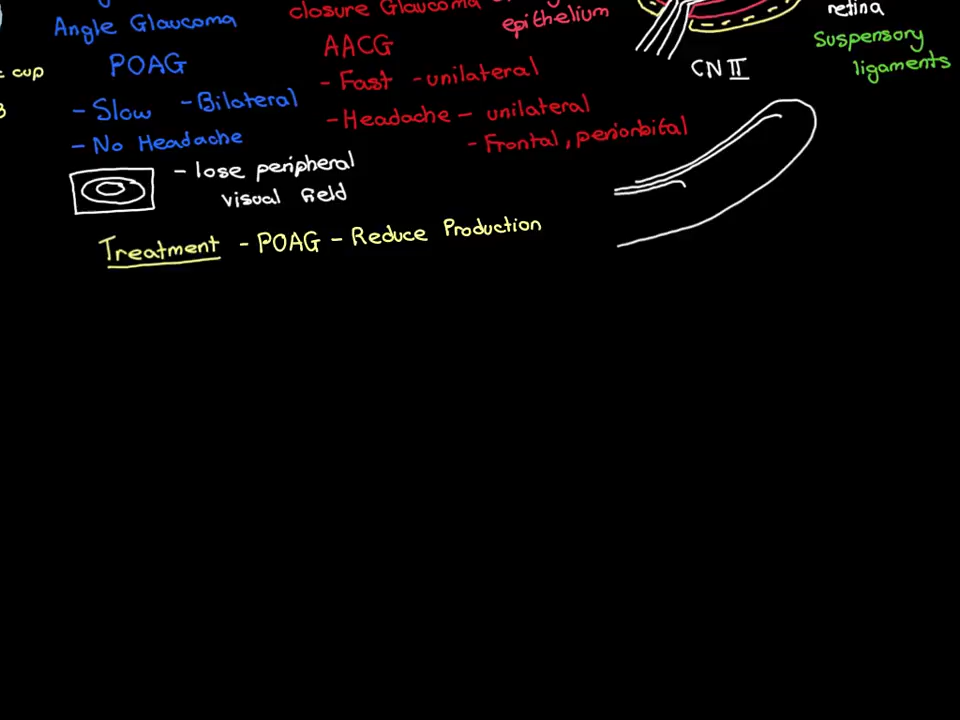 Angle Glaucoma
closure Glaucoma
epithelium
retina
cup
POAG
AACG
CN II
Suspensory
ligaments
- Slow - Bilateral
- Fast - unilateral
- No Headache
- Headache - unilateral
- Frontal, periorbital
- lose peripheral
visual field
Treatment - POAG - Reduce Production